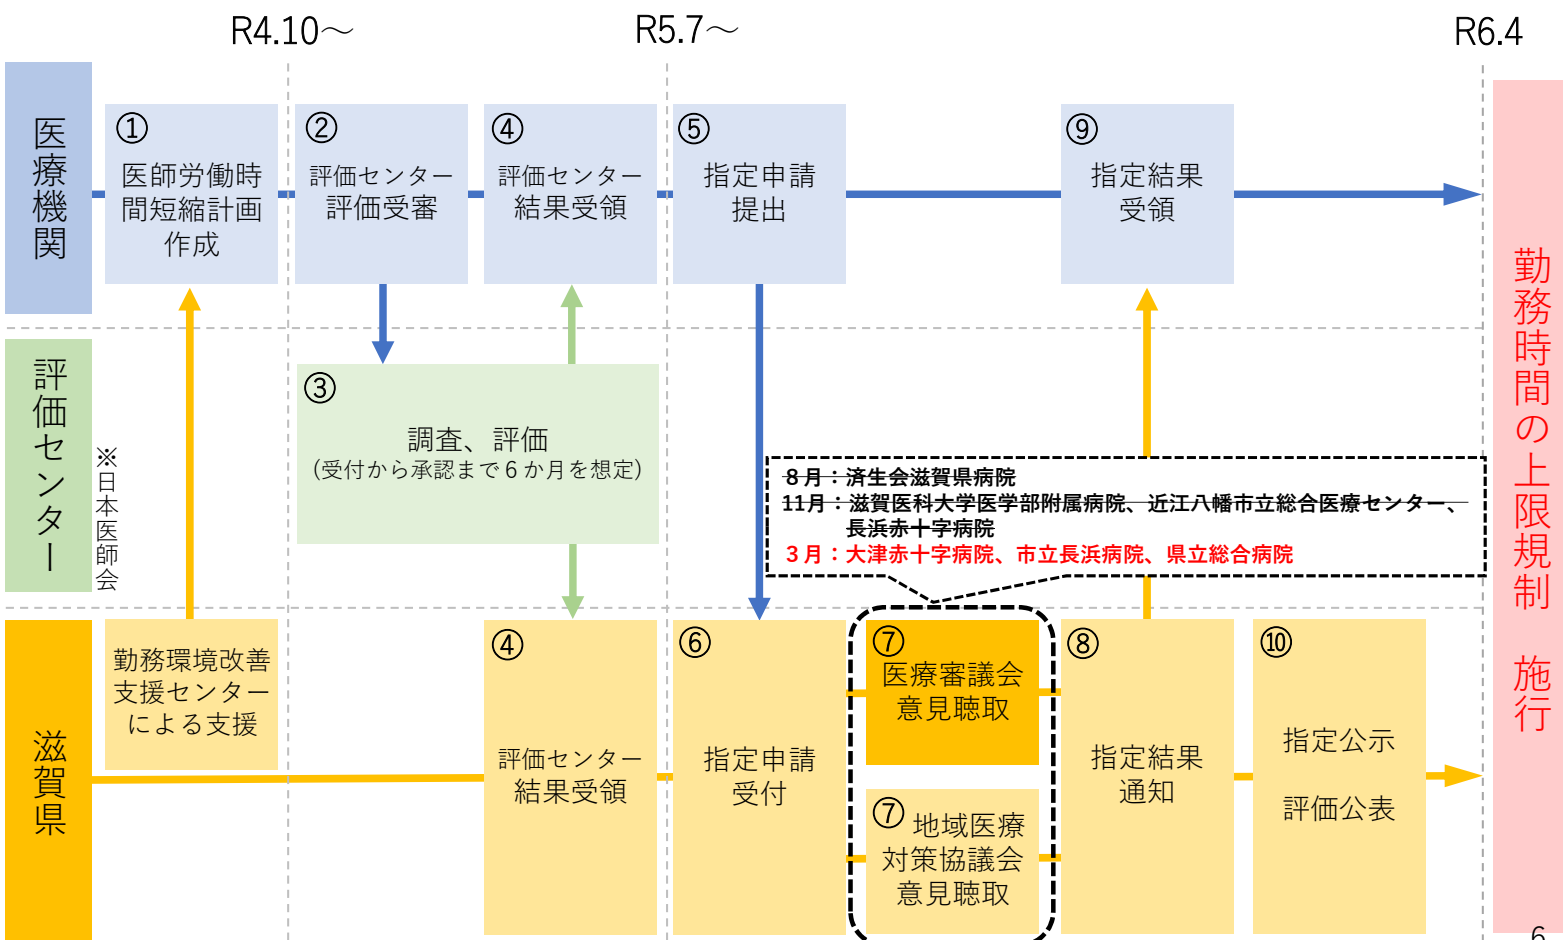 R4.10～
R5.7～
R6.4
医療機関
①
医師労働時
間短縮計画
作成
②
評価センター
評価受審
④
評価センター
結果受領
⑤
指定申請
提出
⑨
指定結果
受領
評価センター
※日本医師会
③
調査、評価
(受付から承認まで６か月を想定)
８月：済生会滋賀県病院
11月：滋賀医科大学医学部附属病院、近江八幡市立総合医療センター、
長浜赤十字病院
３月：大津赤十字病院、市立長浜病院、県立総合病院
滋賀県
勤務環境改善
支援センター
による支援
④
評価センター
結果受領
⑥
指定申請
受付
⑦
医療審議会
意見聴取
⑦
地域医療
対策協議会
意見聴取
⑧
指定結果
通知
⑩
指定公示
評価公表
勤務時間の上限規制　施行
6